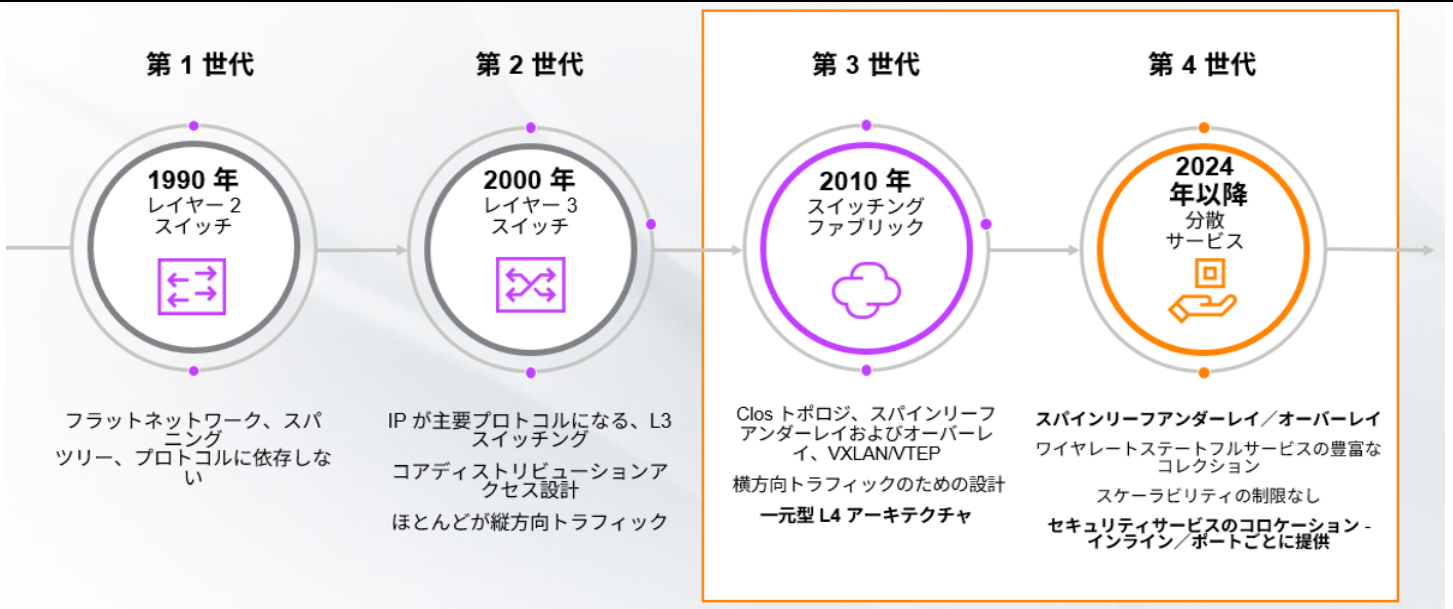 第 1 世代
1990 年
レイヤー 2
スイッチ
フラットネットワーク、スパ
ニング
ツリー、プロトコルに依存しな
い
第 2 世代
2000 年
レイヤー 3
スイッチ
IP が主要プロトコルになる、L3
スイッチング
コアディストリビューションア
クセス設計
ほとんどが縦方向トラフィック
第 3 世代
2010 年
スイッチング
ファブリック
Clos トポロジ、スパインリーフ
アンダーレイおよびオーバーレ
イ、VXLAN/VTEP
横方向トラフィックのための設計
一元型 L4 アーキテクチャ
第 4 世代
2024
年以降
分散
サービス
スパインリーフアンダーレイ／オーバーレイ
ワイヤレートステートフルサービスの豊富な
コレクション
スケーラビリティの制限なし
セキュリティサービスのコロケーション -
インライン／ポートごとに提供